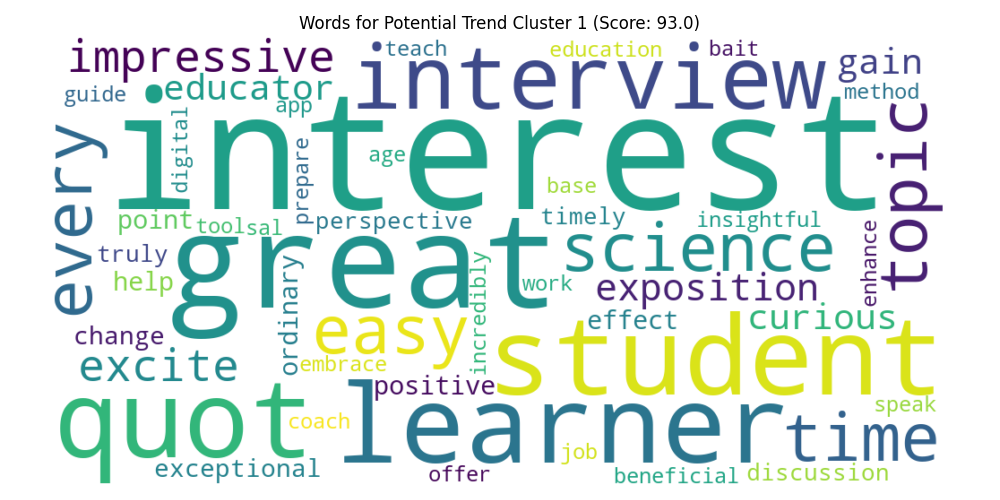 Words for Potential Trend Cluster 1 (Score: 93.0)
impressive
teach
interview
education
bait
gain
guide
educator
app
method
every
digital
interest
topic
prepare
age
base
point
tool
sal
perspective
timely
insightful
truly
great
science
help
ordinary
incredibly
work
exposition
enhance
change
easy
effect
curious
excite
embrace
student
positive
quot
coach
learner
time
speak
exceptional
offer
job
beneficial
discussion